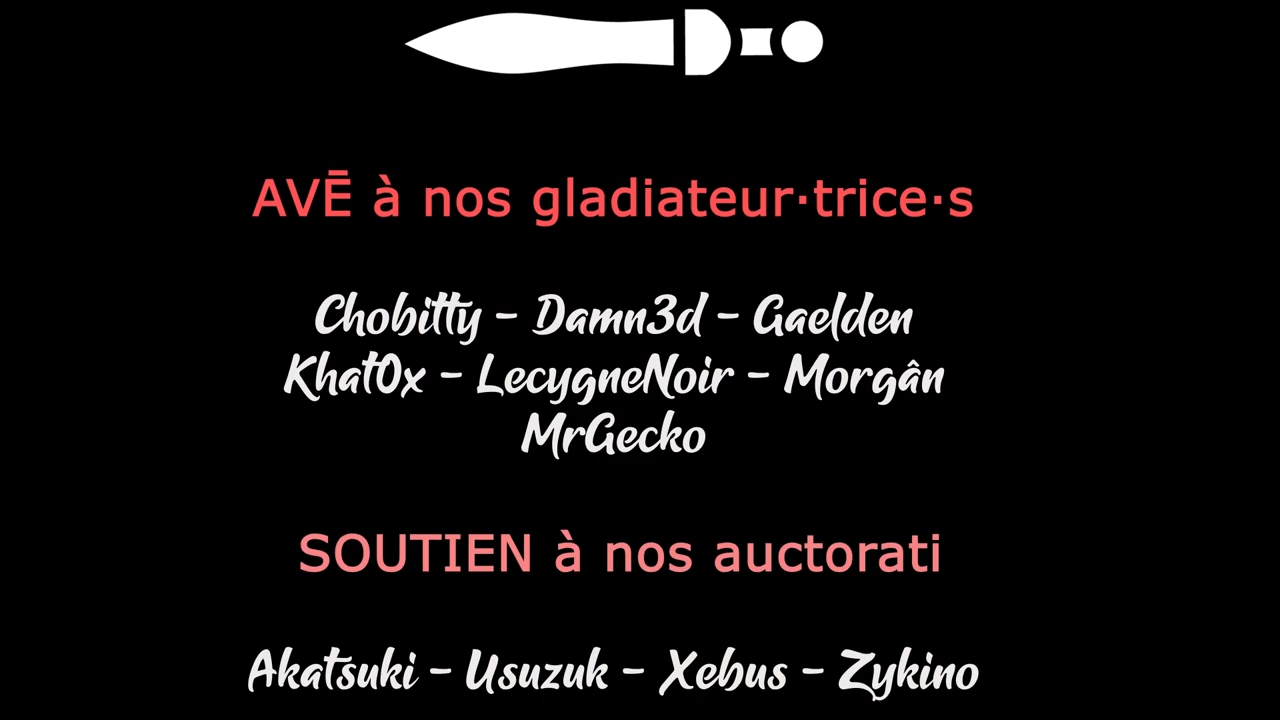 AVĒ à nos gladiateur·trice·s
Chobitty - Damn3d - Gaelden
Khat0x - LecygneNoir - Morgân
MrGecko
SOUTIEN à nos auctorati
Akatsuki - Usuzuk - Xebus - Zykino